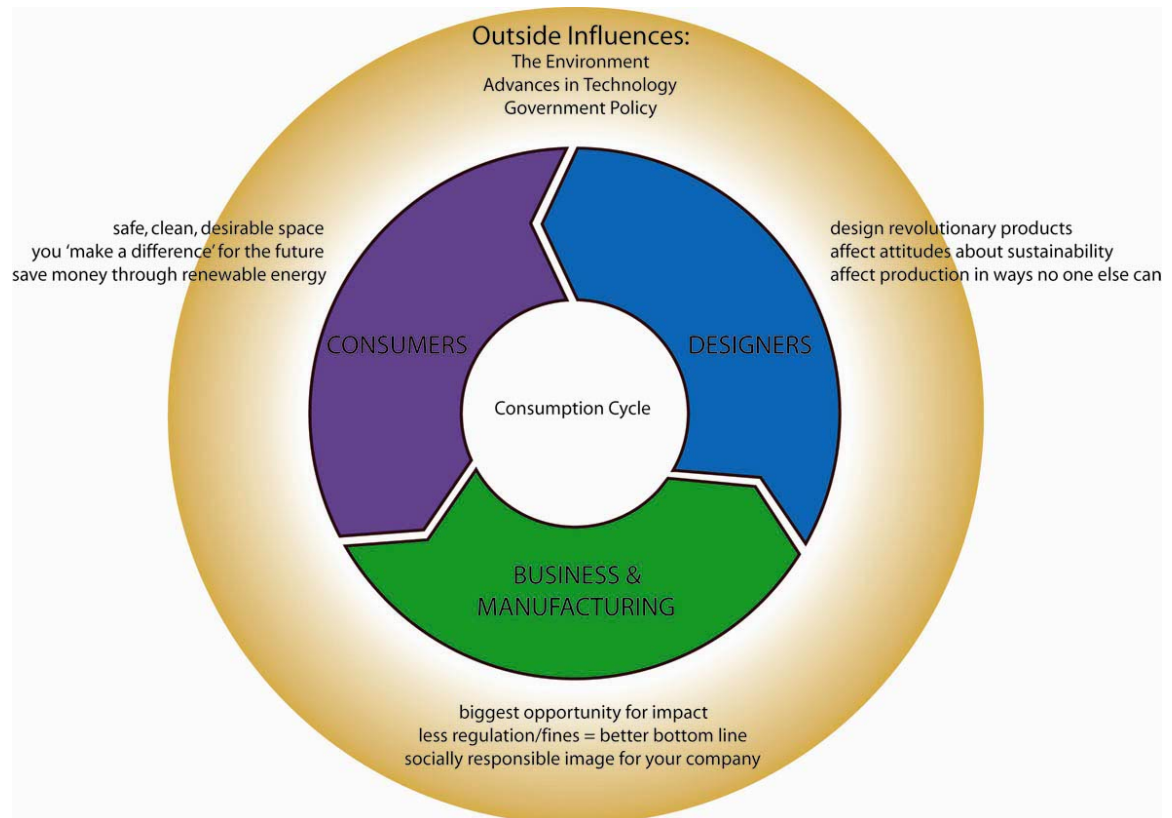 Outside Influences:
The Environment
Advances in Technology
Government Policy
safe, clean, desirable space
you ‘make a difference’ for the future
save money through renewable energy
design revolutionary products
affect attitudes about sustainability
affect production in ways no one else can
CONSUMERS
DESIGNERS
Consumption Cycle
BUSINESS &
MANUFACTURING
biggest opportunity for impact
less regulation/fines = better bottom line
socially responsible image for your company